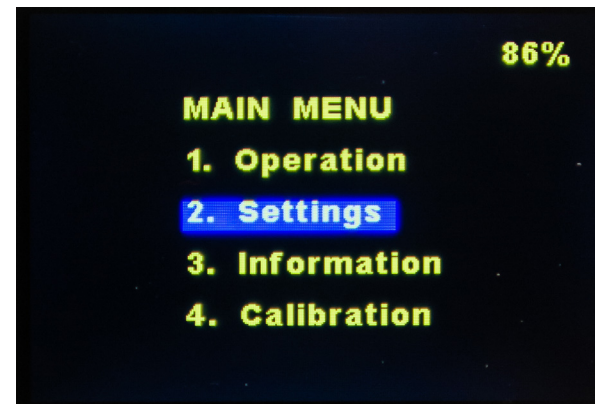 86%
MAIN MENU
1. Operation
2. Settings
3. Information
4. Calibration